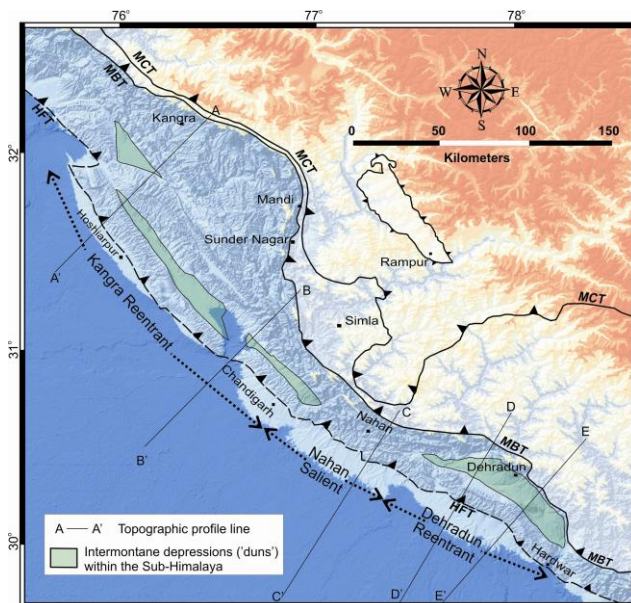 76°
77°
78°
32°
31°
30°
MCT
MBT
HFT
A
Kangra
N
W
E
S
0
50
100
150
Kilometers
MCT
Mandi
Sunder Nagar
Rampur
Hoshiarpur
A'
Kangra Reentrant
B
Simla
MCT
Chandigarh
B'
C
Nahan
D
E
MBT
Nahan
Salient
Dehradun
HFT
Dehradun
Reentrant
Hardwar
MBT
C'
D'
E'
A — A' Topographic profile line
Intermontane depressions ('duns')
within the Sub-Himalaya